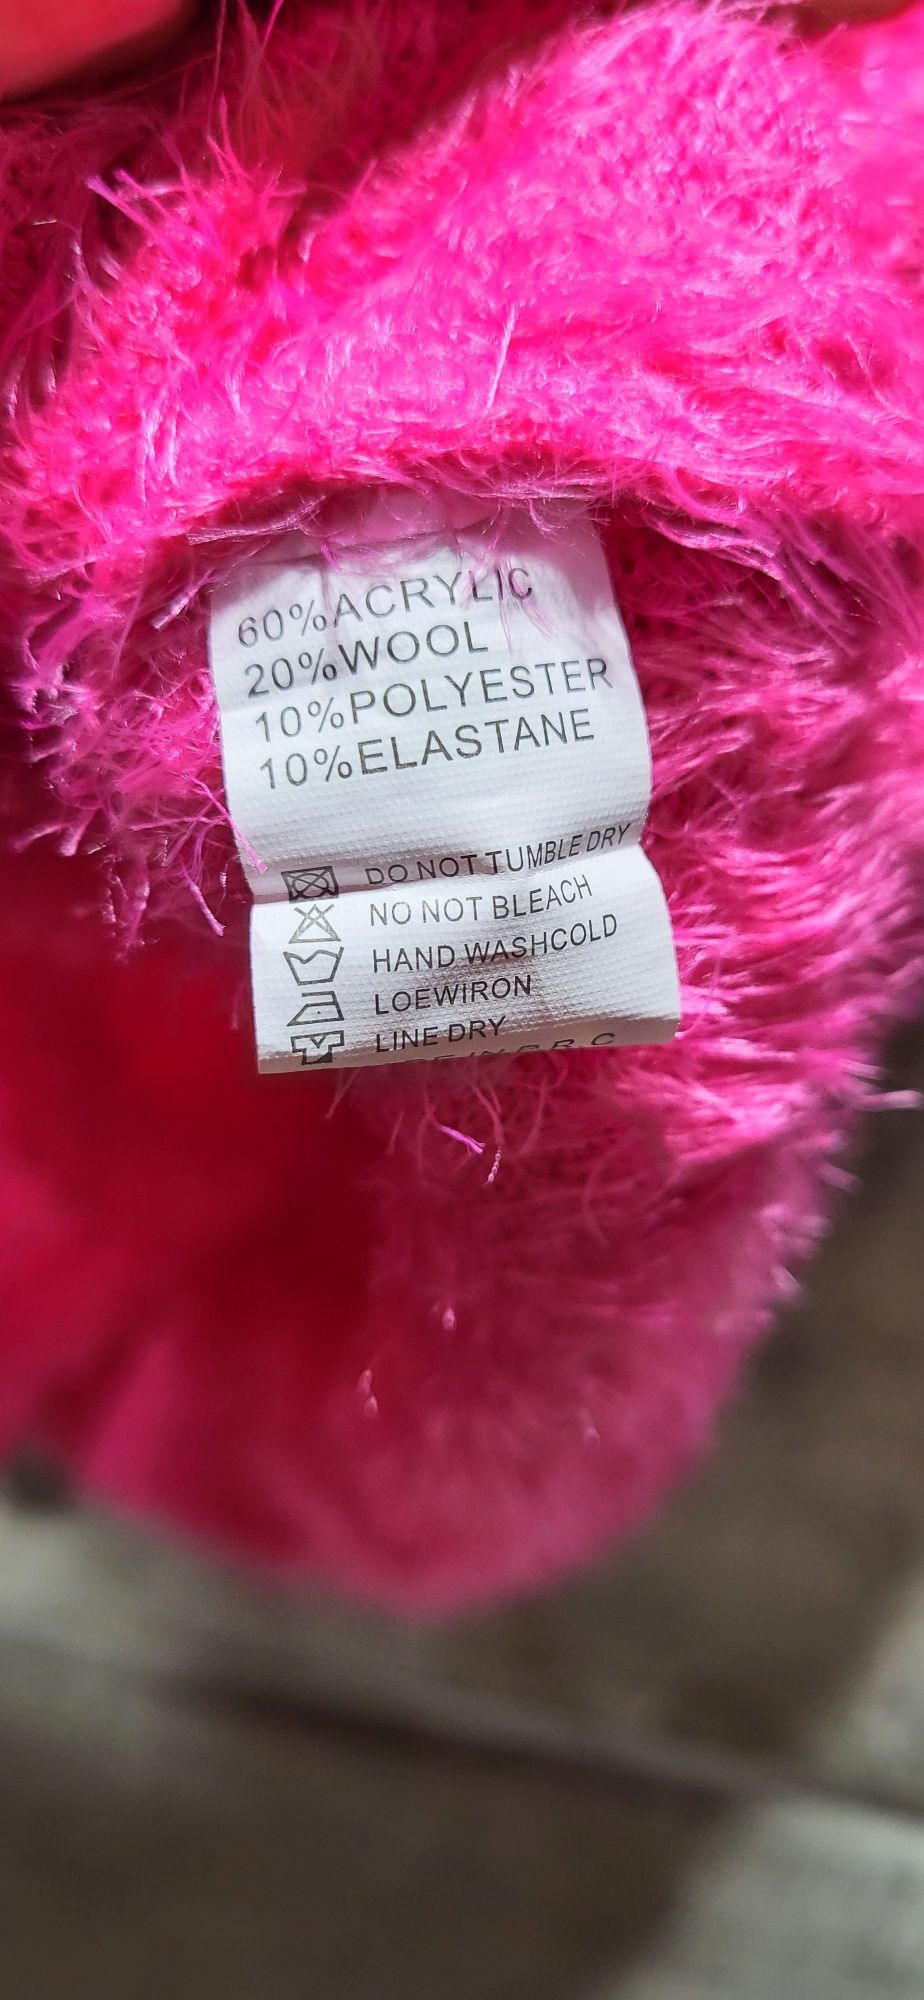 60%ACRYLIC
20%WOOL
10%POLYESTER
10%ELASTANE
DO NOT TUMBLE DRY
NO NOT BLEACH
HAND WASHCOLD
LOEWIRON
LINE DRY
IN P.R.C